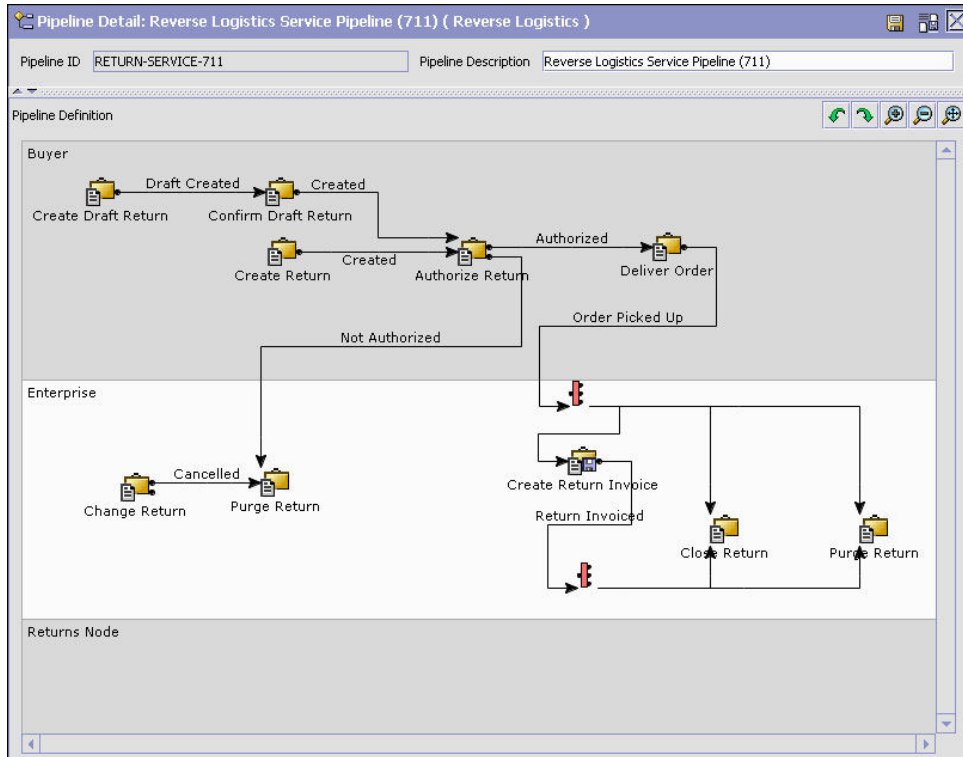 Pipeline Detail: Reverse Logistics Service Pipeline (711) ( Reverse Logistics )
Pipeline ID RETURN-SERVICE-711 Pipeline Description Reverse Logistics Service Pipeline (711)
Pipeline Definition
Buyer
Draft Created Created
Create Draft Return Confirm Draft Return
Authorized
Created
Create Return Authorize Return Deliver Order
Order Picked Up
Not Authorized
Enterprise
Cancelled
Create Return Invoice
Change Return Purge Return
Return Invoiced
Close Return Purge Return
Returns Node